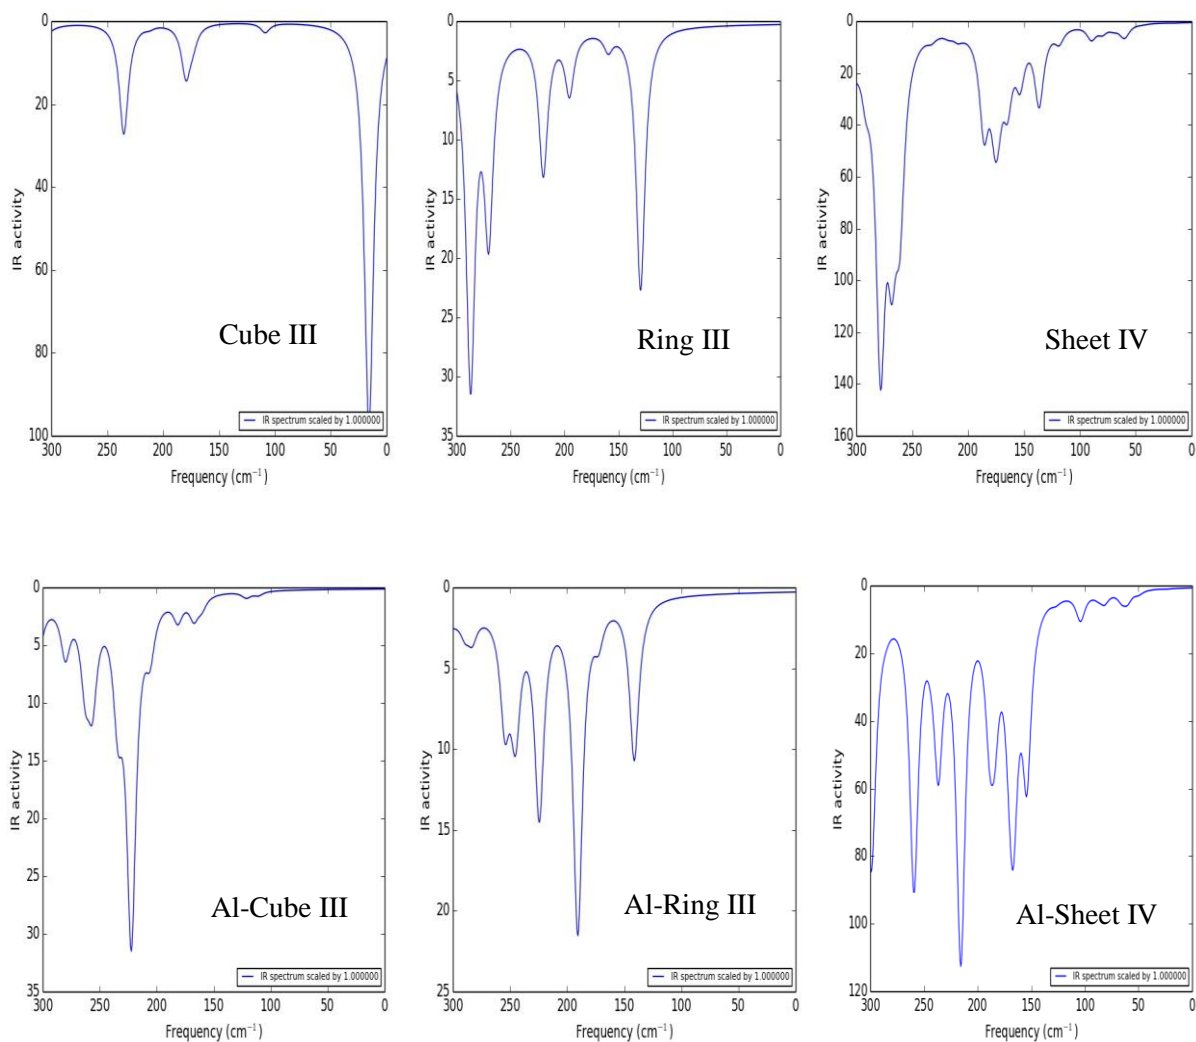 0
20
40
60
80
100
IR activity
Cube III
IR spectrum scaled by 1.000000
300 250 200 150 100 50 0
Frequency (cm⁻¹)
0
5
10
15
20
25
30
35
IR activity
Ring III
IR spectrum scaled by 1.000000
300 250 200 150 100 50 0
Frequency (cm⁻¹)
0
20
40
60
80
100
120
140
160
IR activity
Sheet IV
IR spectrum scaled by 1.000000
300 250 200 150 100 50 0
Frequency (cm⁻¹)
0
5
10
15
20
25
30
35
IR activity
Al-Cube III
IR spectrum scaled by 1.000000
300 250 200 150 100 50 0
Frequency (cm⁻¹)
0
5
10
15
20
25
IR activity
Al-Ring III
IR spectrum scaled by 1.000000
300 250 200 150 100 50 0
Frequency (cm⁻¹)
0
20
40
60
80
100
120
IR activity
Al-Sheet IV
IR spectrum scaled by 1.000000
300 250 200 150 100 50 0
Frequency (cm⁻¹)